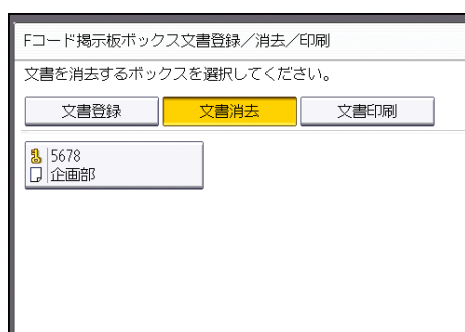 Fコード掲示板ボックス文書登録／消去／印刷
文書を消去するボックスを選択してください。
文書登録 文書消去 文書印刷
5678
企画部